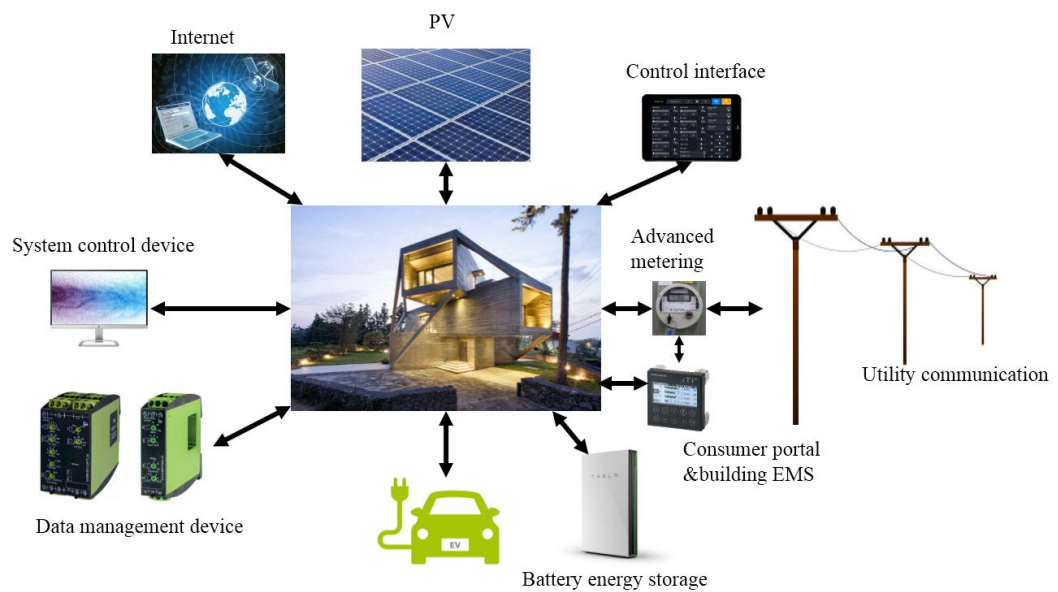 PV
Internet
Control interface
System control device
Advanced
metering
Utility communication
Consumer portal
&building EMS
Data management device
EV
TESLA
Battery energy storage